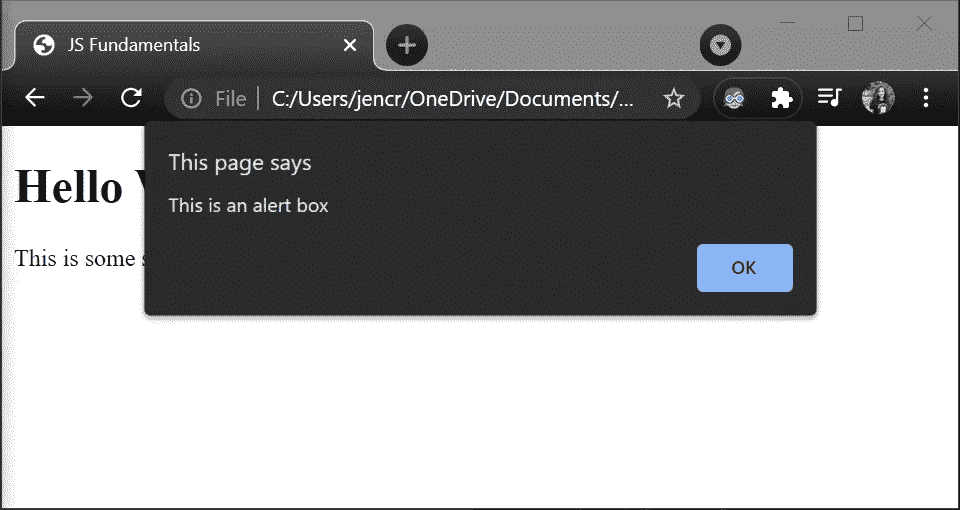 JS Fundamentals
File
C:/Users/jencr/OneDrive/Documents/...
This page says
This is an alert box
OK
Hello
This is some